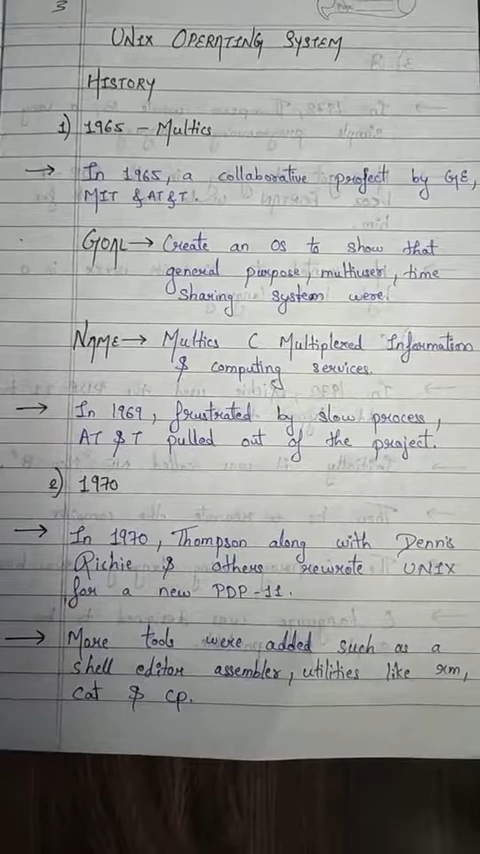 3
UNIX OPERATING SYSTEM
HISTORY
1) 1965 – Multics
→ In 1965, a collaborative project by GE,
MIT & AT&T.
GOAL → Create an OS to show that
general purpose, multiuser, time
sharing system were
NAME → Multics C Multiplexed Information
& computing services.
→ In 1969, frustrated by slow process,
AT & T pulled out of the project.
2) 1970
→ In 1970, Thompson along with Dennis
Richie & others rewrote UNIX
for a new PDP-11.
→ More tools were added such as a
shell editor assembler, utilities like rm,
cat & cp.